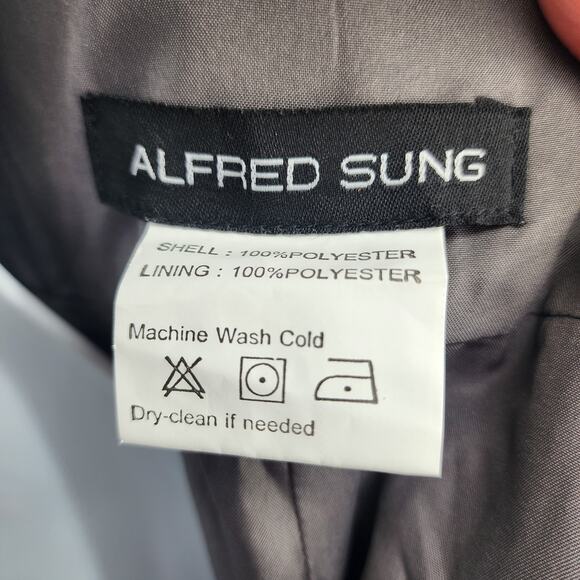 ALFRED SUNG
SHELL : 100%POLYESTER
LINING : 100%POLYESTER
Machine Wash Cold
Dry-clean if needed